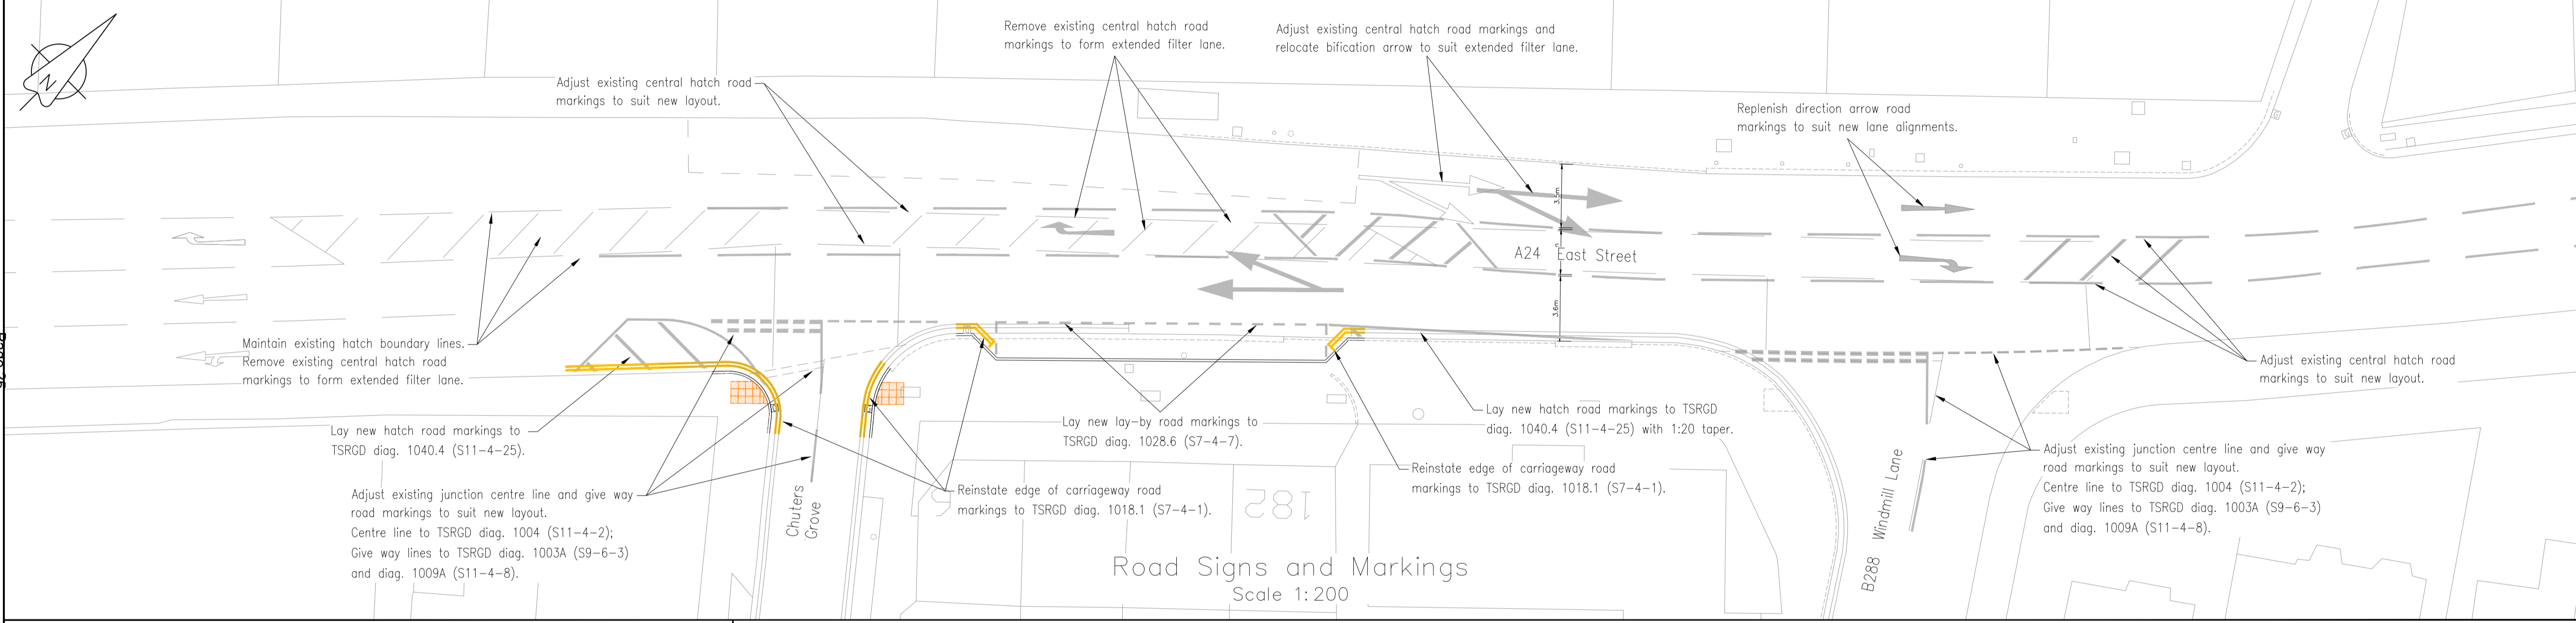 N
Remove existing central hatch road
markings to form extended filter lane.
Adjust existing central hatch road markings and
relocate bification arrow to suit extended filter lane.
Adjust existing central hatch road
markings to suit new layout.
Replenish direction arrow road
markings to suit new lane alignments.
3.5m
A24 East Street
3.6m
Maintain existing hatch boundary lines.
Remove existing central hatch road
markings to form extended filter lane.
Adjust existing central hatch road
markings to suit new layout.
Lay new hatch road markings to
TSRGD diag. 1040.4 (S11-4-25).
Lay new lay-by road markings to
TSRGD diag. 1028.6 (S7-4-7).
Lay new hatch road markings to TSRGD
diag. 1040.4 (S11-4-25) with 1:20 taper.
Reinstate edge of carriageway road
markings to TSRGD diag. 1018.1 (S7-4-1).
Adjust existing junction centre line and give way
road markings to suit new layout.
Centre line to TSRGD diag. 1004 (S11-4-2);
Give way lines to TSRGD diag. 1003A (S9-6-3)
and diag. 1009A (S11-4-8).
Adjust existing junction centre line and give way
road markings to suit new layout.
Centre line to TSRGD diag. 1004 (S11-4-2);
Give way lines to TSRGD diag. 1003A (S9-6-3)
and diag. 1009A (S11-4-8).
Chuters
Grove
Reinstate edge of carriageway road
markings to TSRGD diag. 1018.1 (S7-4-1).
182
B288 Windmill Lane
Road Signs and Markings
Scale 1:200